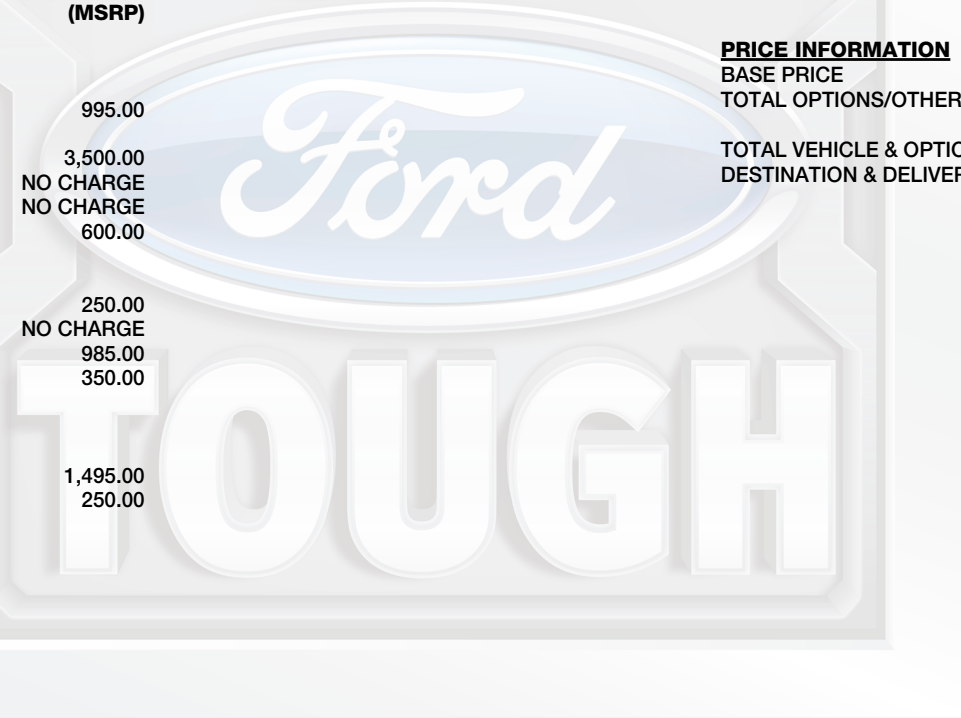 (MSRP)
995.00
3,500.00
NO CHARGE
NO CHARGE
600.00
250.00
NO CHARGE
985.00
350.00
1,495.00
250.00
PRICE INFORMATION
BASE PRICE
TOTAL OPTIONS/OTHER
TOTAL VEHICLE & OPTIO
DESTINATION & DELIVER
Ford
TOUGH